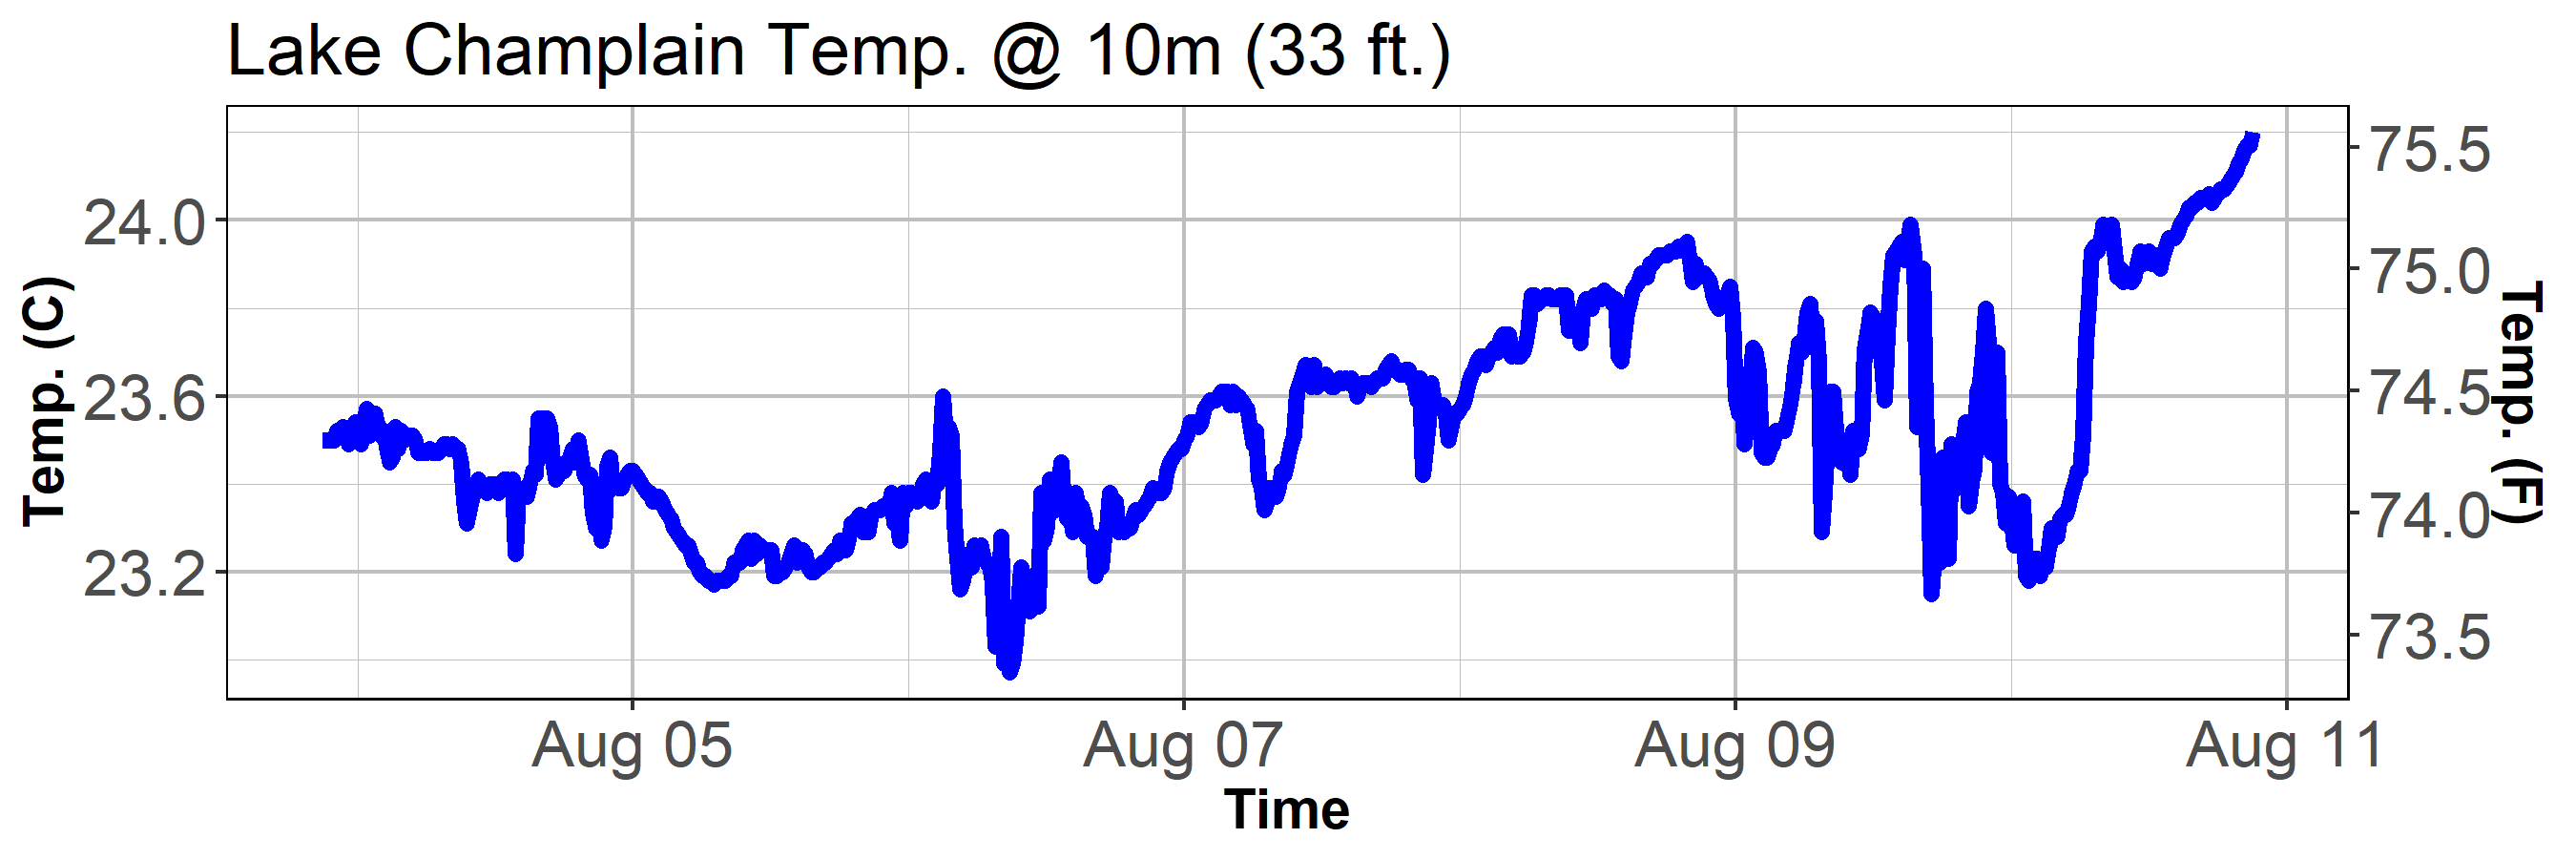 Lake Champlain Temp. @ 10m (33 ft.)
Temp. (C)
24.0
23.6
23.2
75.5
75.0
74.5
74.0
73.5
Temp. (F)
Aug 05
Aug 07
Aug 09
Aug 11
Time